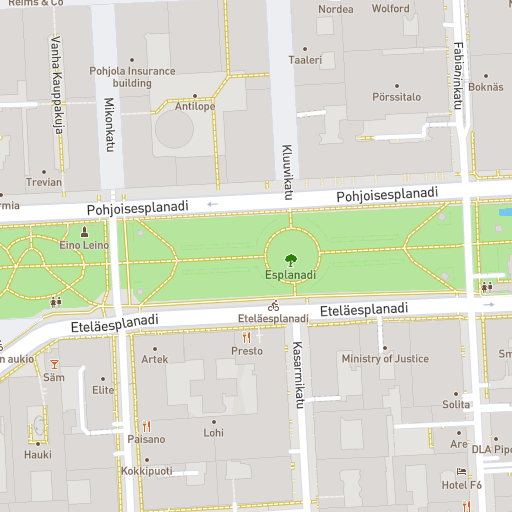 Reims & Co
Nordea
Wolford
Vanha Kauppakuja
Mikonkatu
Pohjola Insurance
building
Antilope
Taaleri
Pörssitalo
Fabianinkatu
Boknäs
Kluuvikatu
Trevian
Pohjoisesplanadi
Pohjoisesplanadi
Eino Leino
Esplanadi
Eteläesplanadi
Eteläesplanadi
Eteläesplanadi
n aukio
Säm
Artek
Presto
Kasarmikatu
Ministry of Justice
Elite
Solita
Paisano
Lohi
Hauki
Kokkipuoti
Are
DLA Pipe
Hotel F6